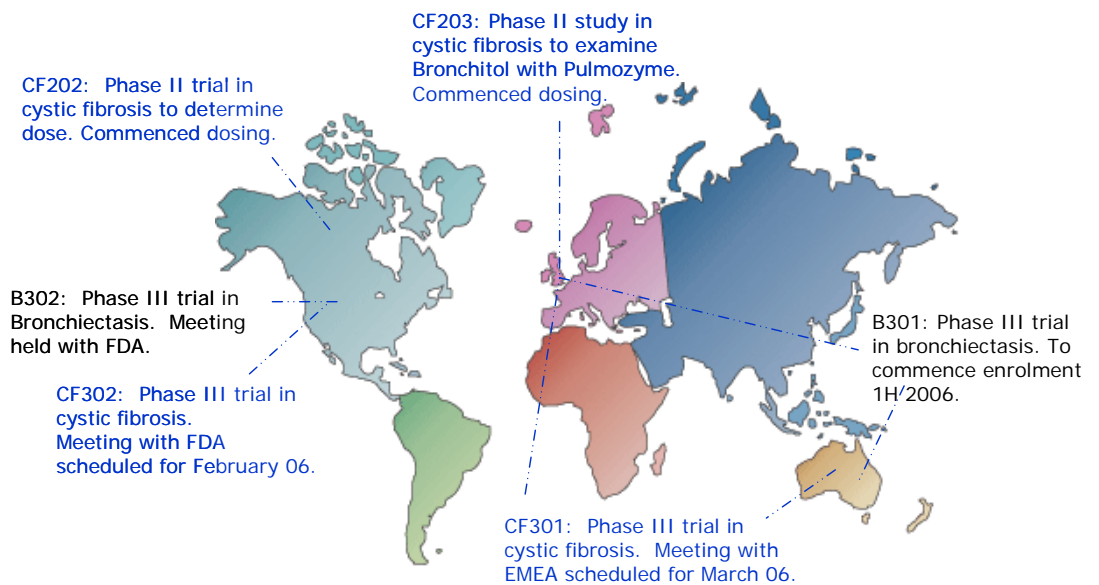 CF203: Phase II study in
cystic fibrosis to examine
Bronchitol with Pulmozyme.
Commenced dosing.
CF202: Phase II trial in
cystic fibrosis to determine
dose. Commenced dosing.
B302: Phase III trial in
Bronchiectasis. Meeting
held with FDA.
B301: Phase III trial
in bronchiectasis. To
commence enrolment
1H 2006.
CF302: Phase III trial in
cystic fibrosis.
Meeting with FDA
scheduled for February 06.
CF301: Phase III trial in
cystic fibrosis. Meeting with
EMEA scheduled for March 06.